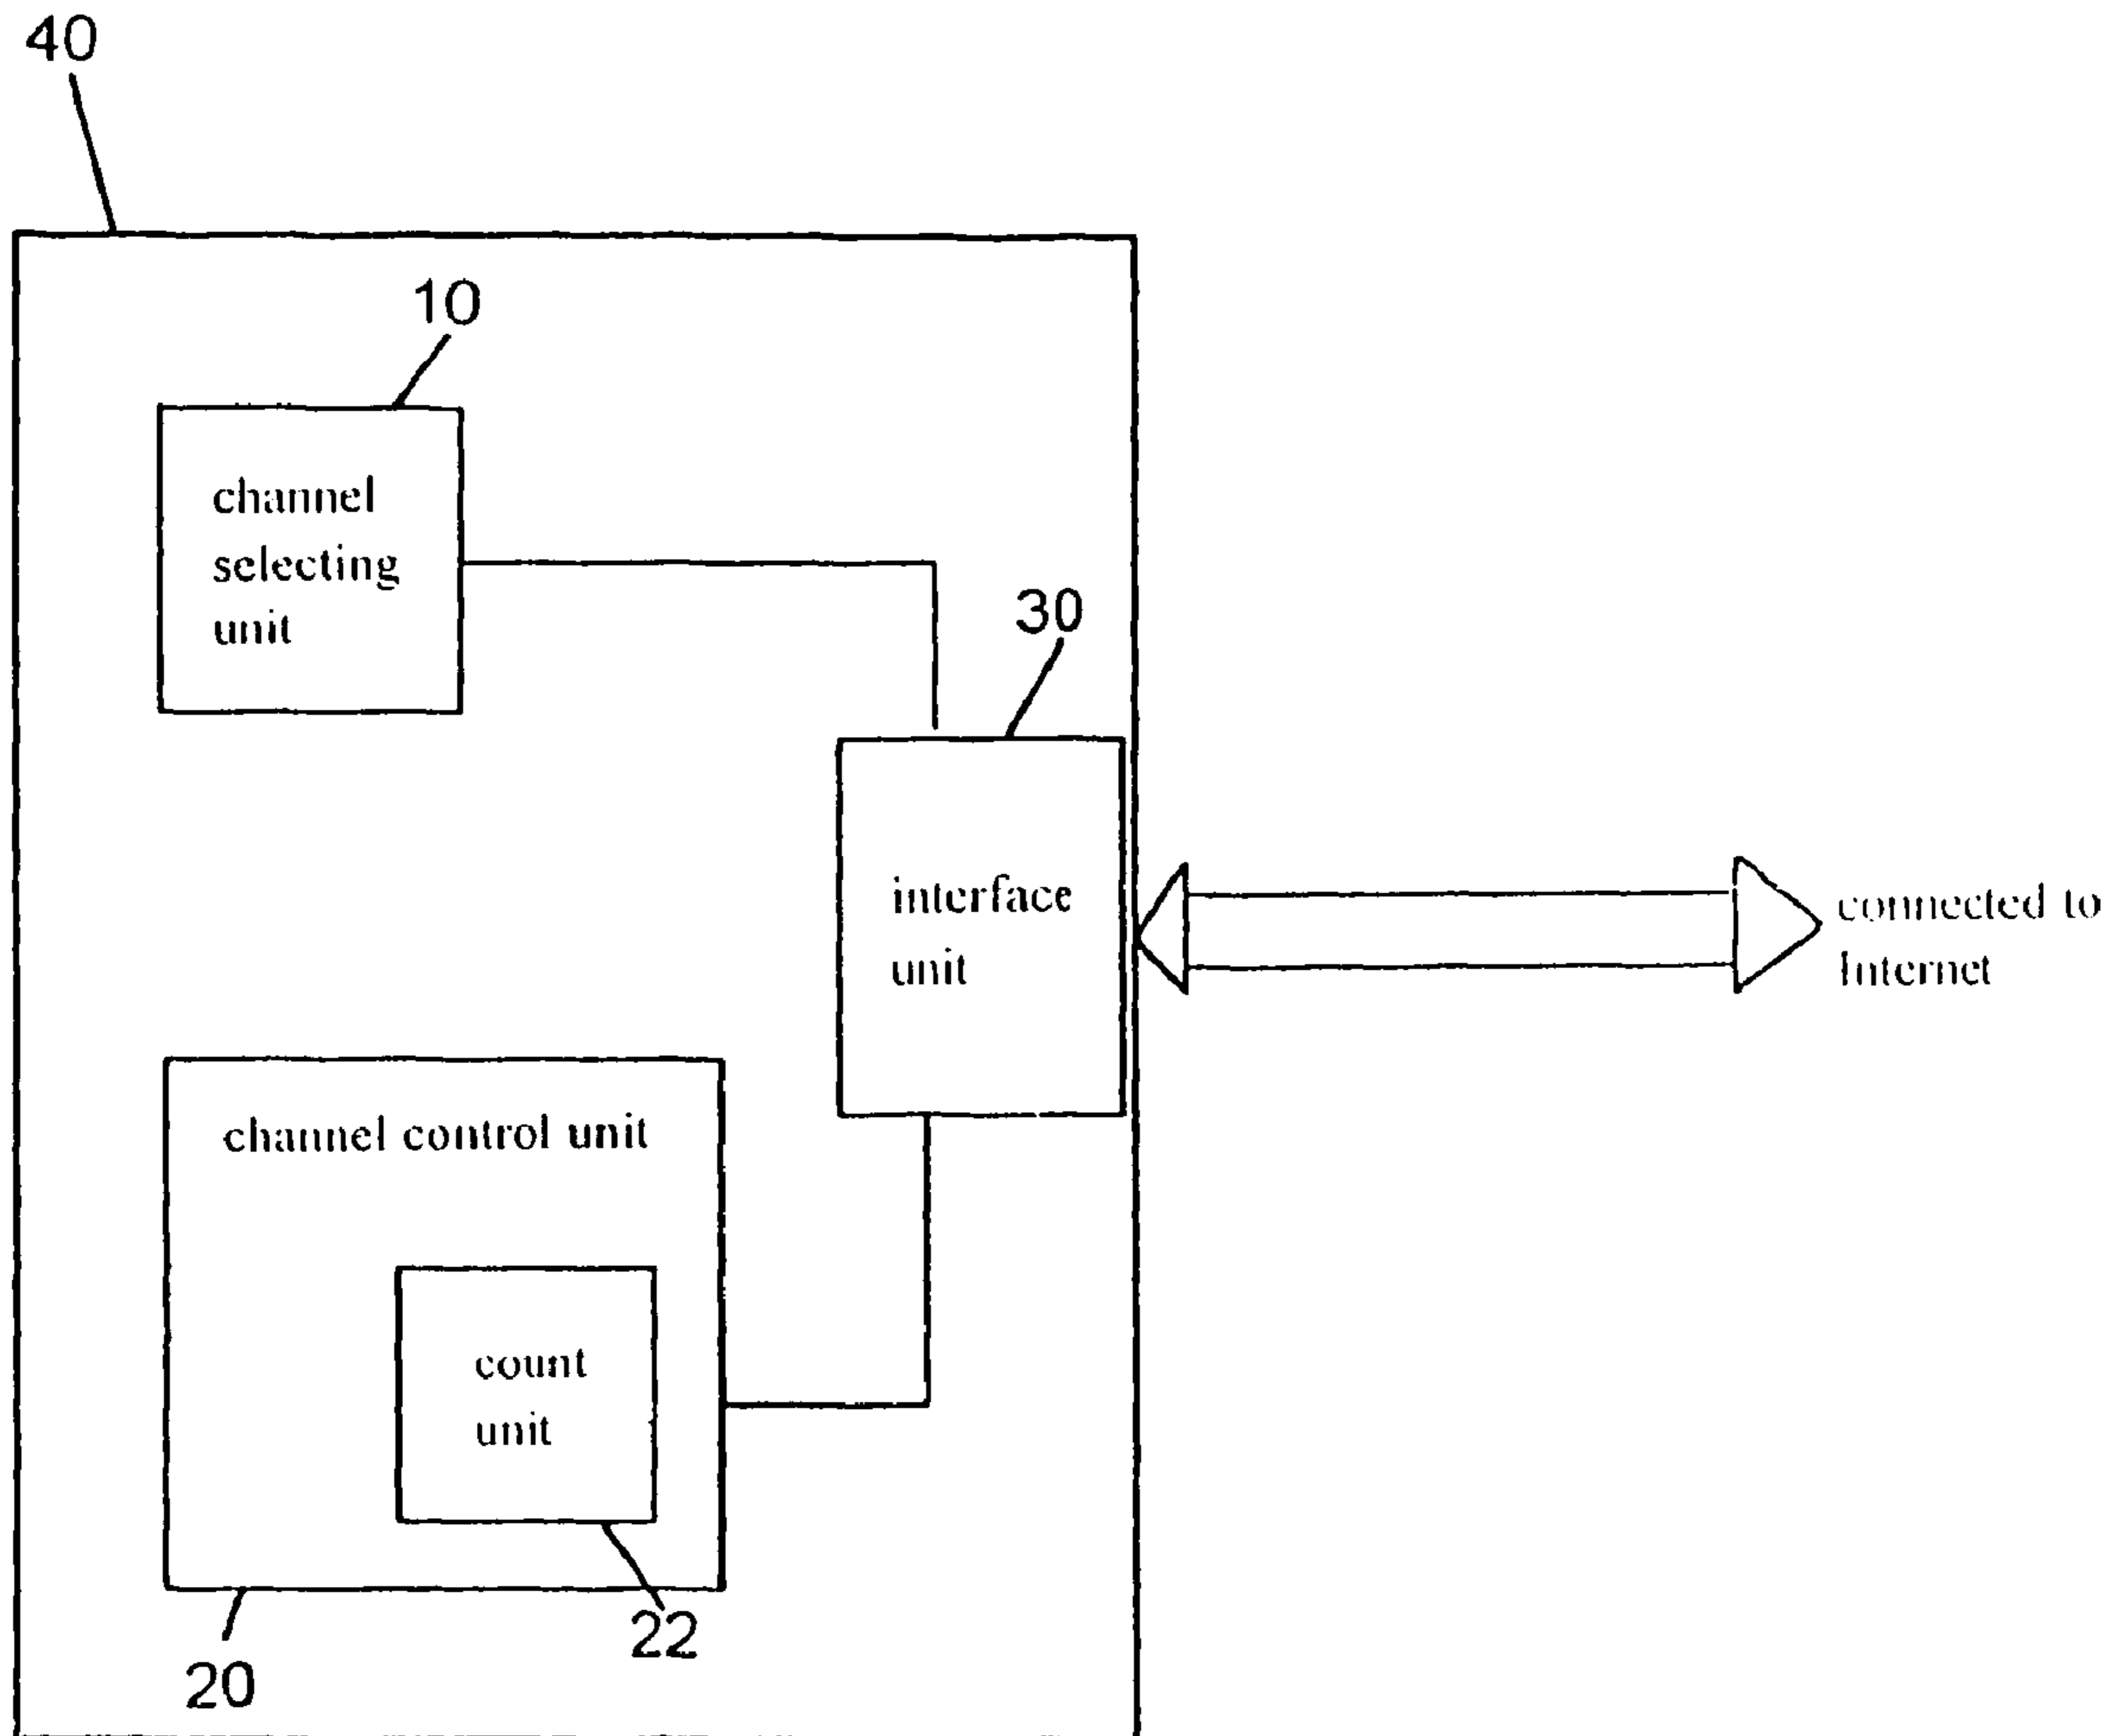 40
10
channel
selecting
unit
30
interface
unit
connected to
Internet
channel control unit
count
unit
22
20